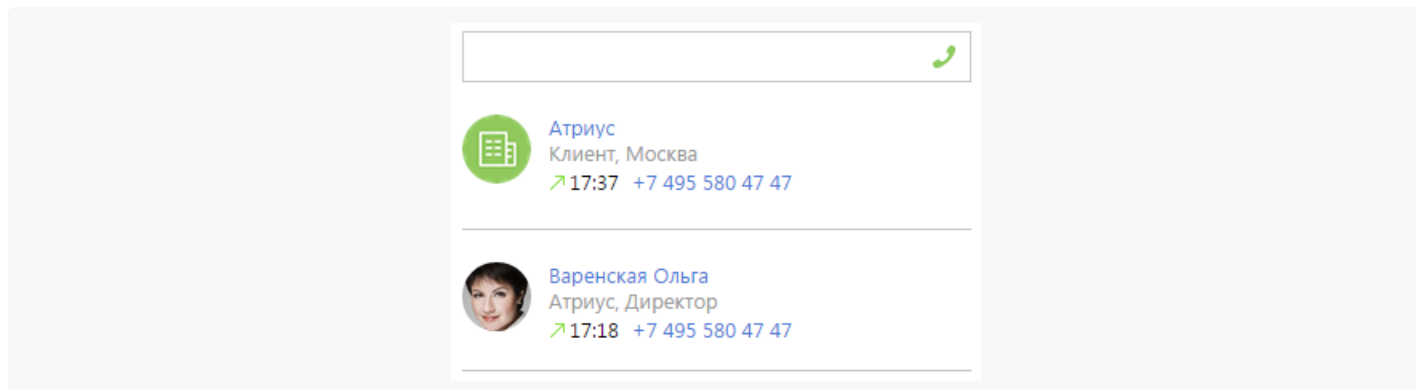 Атриус
Клиент, Москва
17:37 +7 495 580 47 47
Варенская Ольга
Атриус, Директор
17:18 +7 495 580 47 47